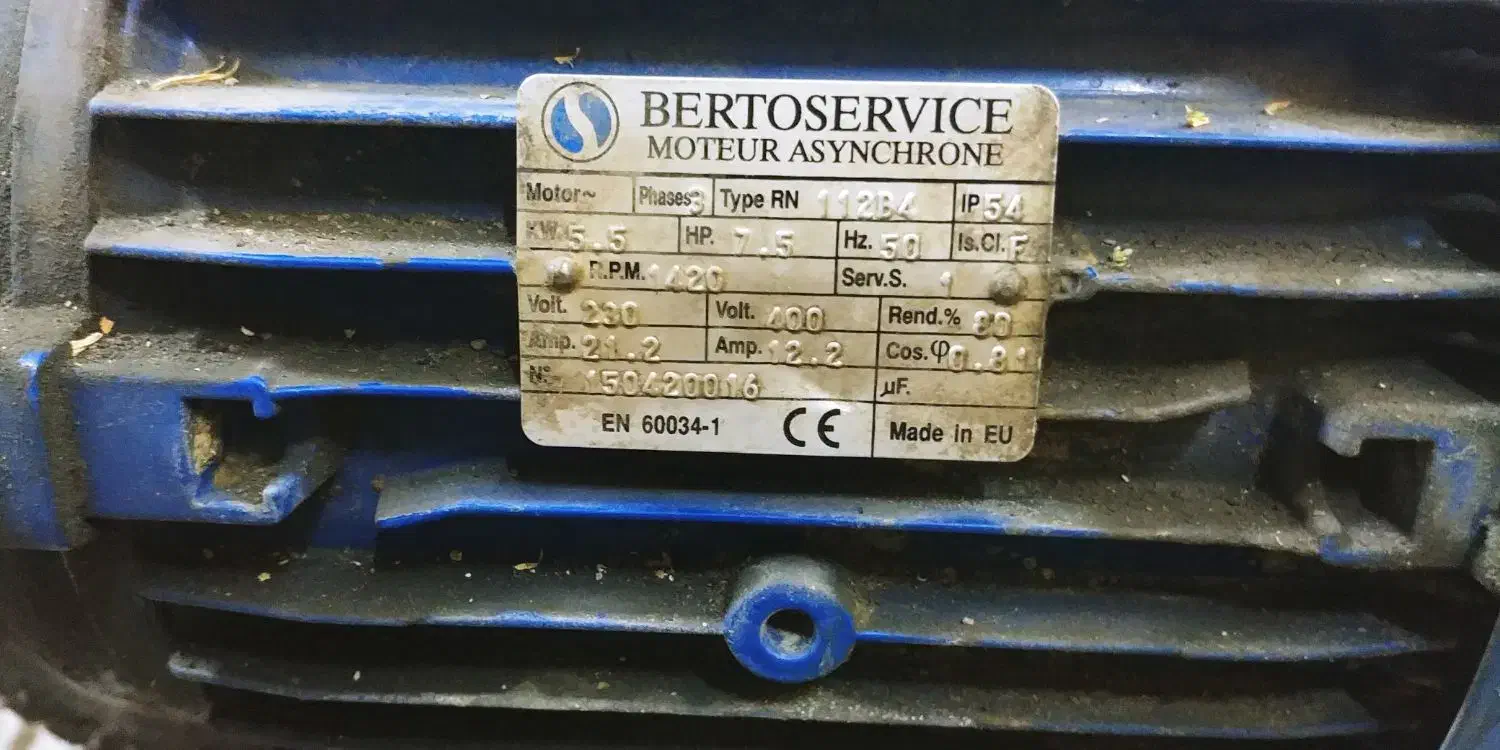 BERTOSERVICE
MOTEUR ASYNCHRONE
Motor~ Phases 3 Type RN 112B4 IP 54
KW. 5.5 HP. 7.5 Hz. 50 Is.Cl. F
R.P.M. 1420 Serv.S. 1
Volt. 230 Volt. 400 Rend.% 80
Amp. 21.2 Amp. 12.2 Cos.φ 0.81
N° 150420016 µF.
EN 60034-1 CE Made in EU